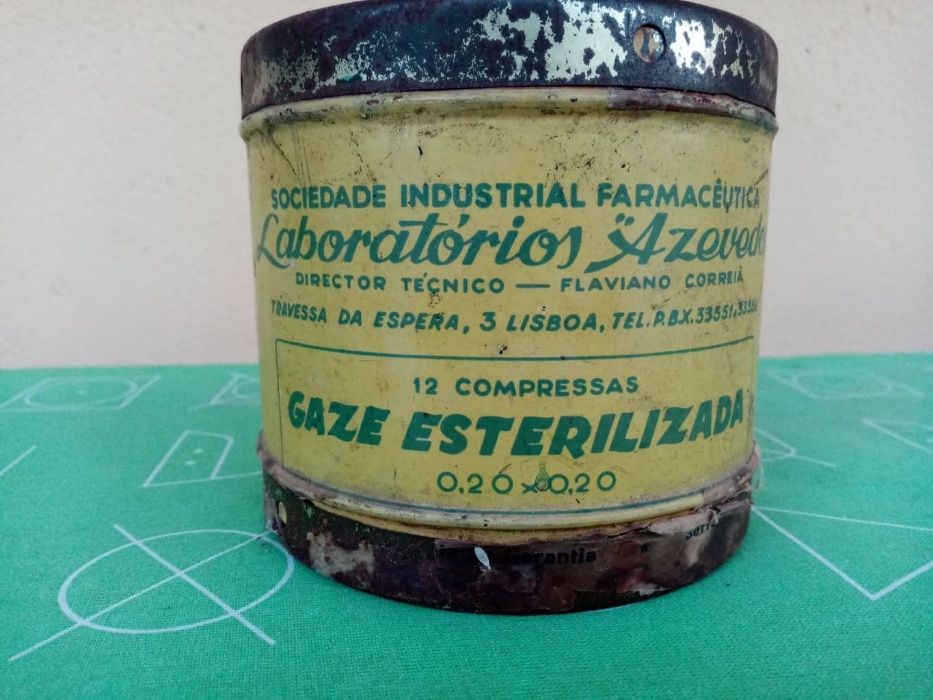 SOCIEDADE INDUSTRIAL FARMACÊUTICA
Laboratórios "Azevedo
DIRECTOR TÉCNICO — FLAVIANO CORREIA
TRAVESSA DA ESPERA, 3 LISBOA, TEL. P.B.X. 33551,
12 COMPRESSAS
GAZE ESTERILIZADA
0,20 x 0,20